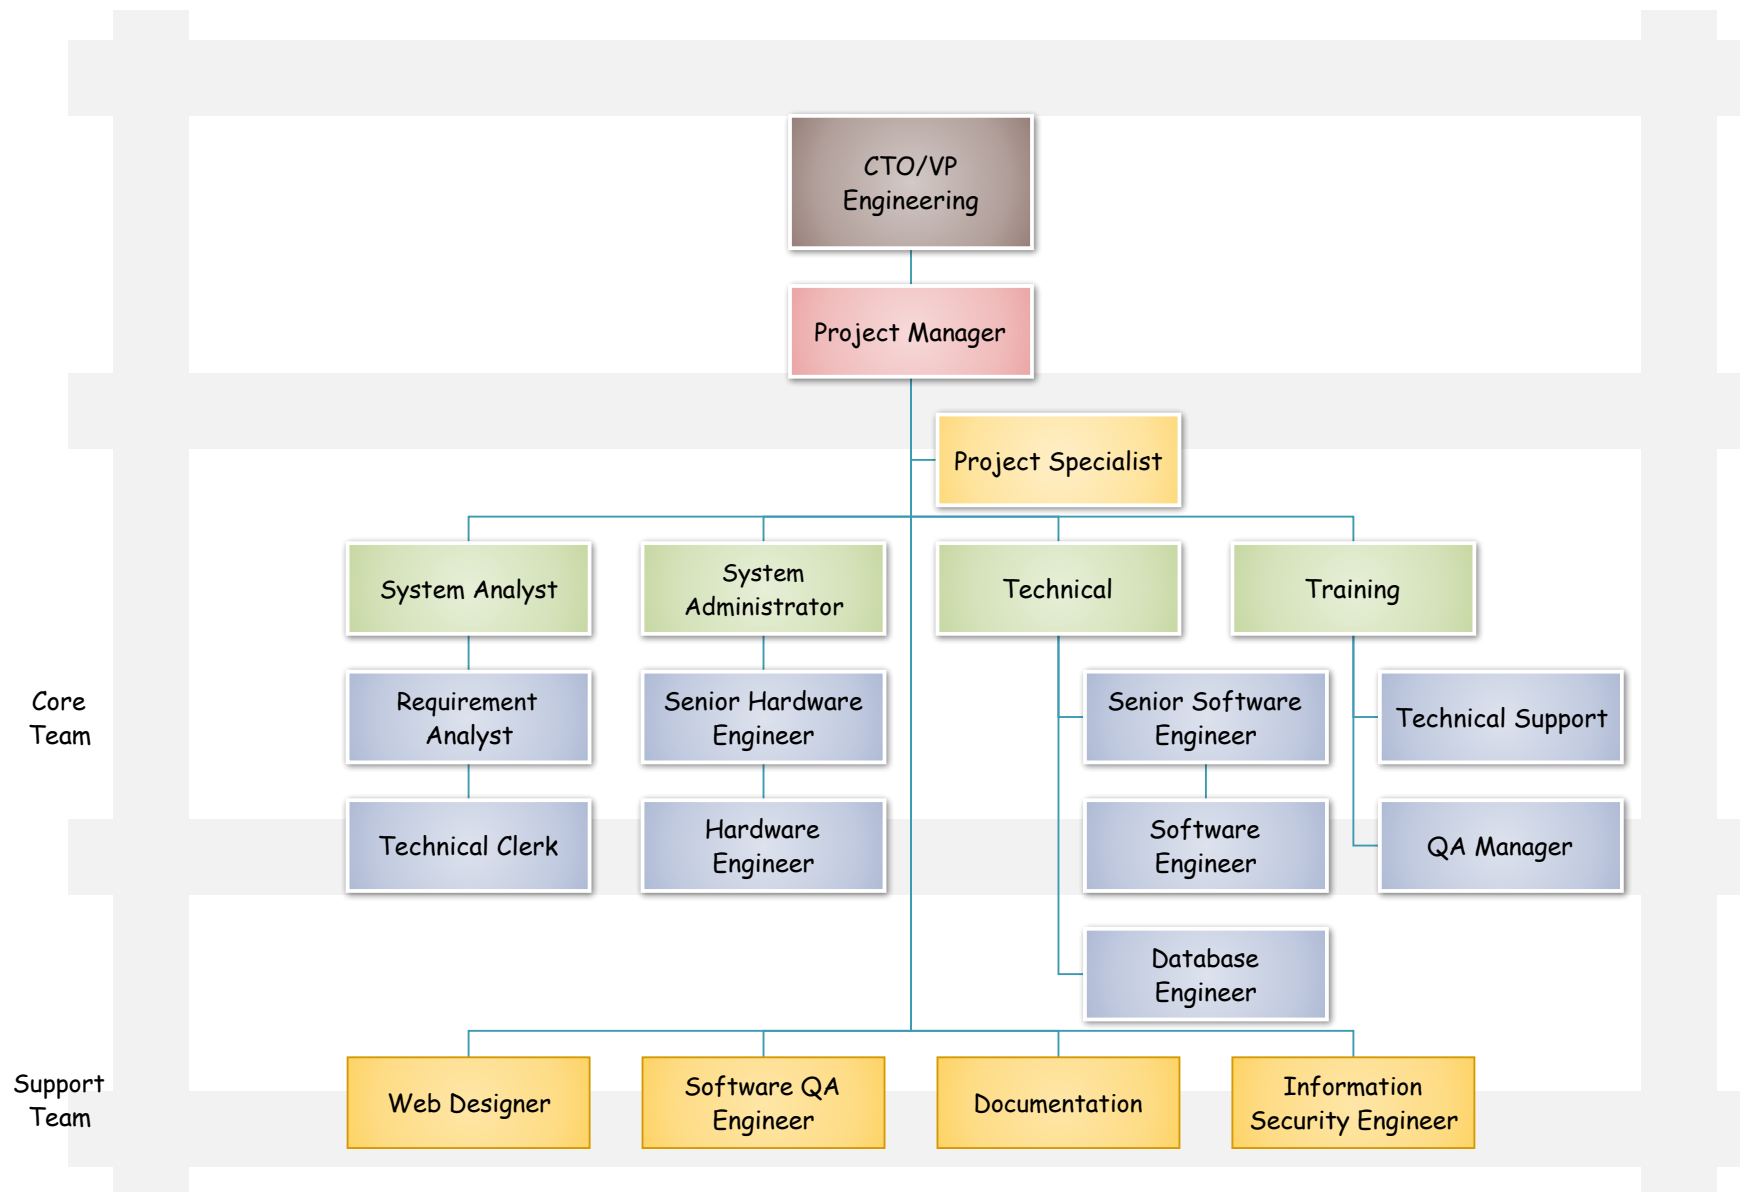 CTO/VP
Engineering
Project Manager
Project Specialist
System Analyst
System
Administrator
Technical
Training
Core
Team
Requirement
Analyst
Senior Hardware
Engineer
Senior Software
Engineer
Technical Support
Technical Clerk
Hardware
Engineer
Software
Engineer
QA Manager
Database
Engineer
Support
Team
Web Designer
Software QA
Engineer
Documentation
Information
Security Engineer